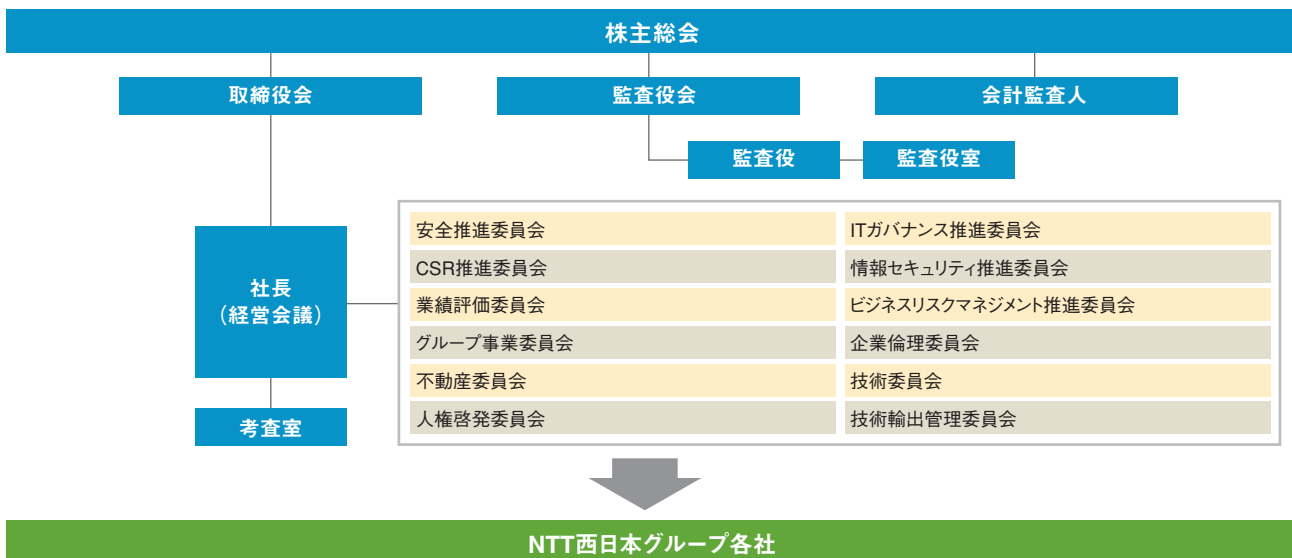 株主総会
取締役会
監査役会
会計監査人
監査役
監査役室
社長
（経営会議）
考査室
安全推進委員会
CSR推進委員会
業績評価委員会
グループ事業委員会
不動産委員会
人権啓発委員会
ITガバナンス推進委員会
情報セキュリティ推進委員会
ビジネスリスクマネジメント推進委員会
企業倫理委員会
技術委員会
技術輸出管理委員会
NTT西日本グループ各社